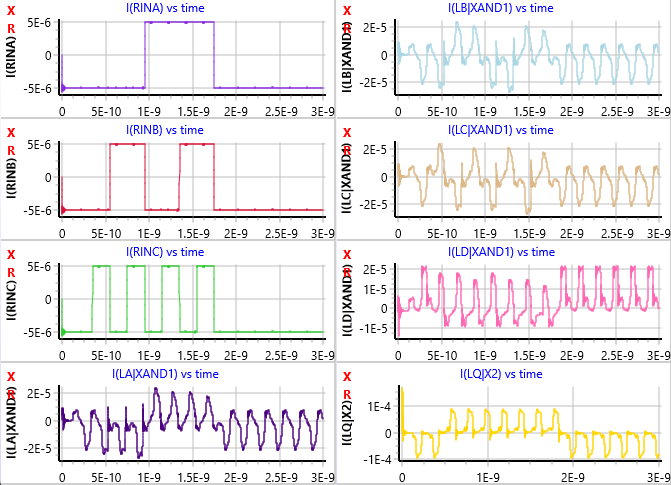 X
R
I(RINA) vs time
I(RINA)
5E-6
0
-5E-6
0
5E-10
1E-9
1.5E-9
2E-9
2.5E-9
3E-9
X
R
I(LB|XAND1) vs time
I(LB|XAND1)
2E-5
0
-2E-5
0
5E-10
1E-9
1.5E-9
2E-9
2.5E-9
3E-9
X
R
I(RINB) vs time
I(RINB)
5E-6
0
-5E-6
0
5E-10
1E-9
1.5E-9
2E-9
2.5E-9
3E-9
X
R
I(LC|XAND1) vs time
I(LC|XAND1)
2E-5
0
-2E-5
0
5E-10
1E-9
1.5E-9
2E-9
2.5E-9
3E-9
X
R
I(RINC) vs time
I(RINC)
5E-6
0
-5E-6
0
5E-10
1E-9
1.5E-9
2E-9
2.5E-9
3E-9
X
R
I(LD|XAND1) vs time
I(LD|XAND1)
2E-5
1E-5
0
-1E-5
0
5E-10
1E-9
1.5E-9
2E-9
2.5E-9
3E-9
X
R
I(LA|XAND1) vs time
I(LA|XAND1)
2E-5
0
-2E-5
0
5E-10
1E-9
1.5E-9
2E-9
2.5E-9
3E-9
X
R
I(LQ|X2) vs time
I(LQ|X2)
1E-4
0
-1E-4
0
1E-9
2E-9
3E-9